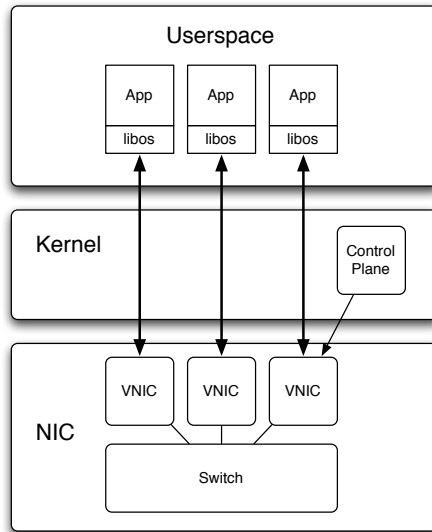 Userspace
App
App
App
libos
libos
libos
Kernel
Control
Plane
VNIC
VNIC
VNIC
NIC
Switch